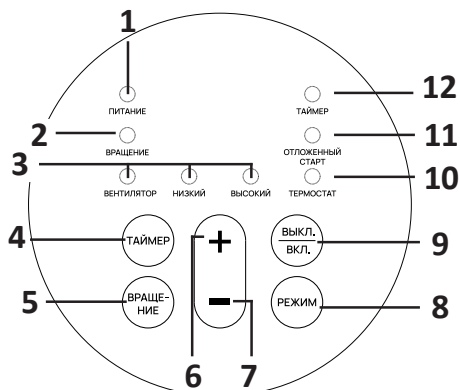 1
12
ПИТАНИЕ
ТАЙМЕР
2
11
ВРАЩЕНИЕ
ОТЛОЖЕННЫЙ
СТАРТ
3
10
ВЕНТИЛЯТОР
НИЗКИЙ
ВЫСОКИЙ
ТЕРМОСТАТ
4
ТАЙМЕР
+
ВЫКЛ.
ВКЛ.
9
5
ВРАЩЕ-
НИЕ
–
РЕЖИМ
8
6
7